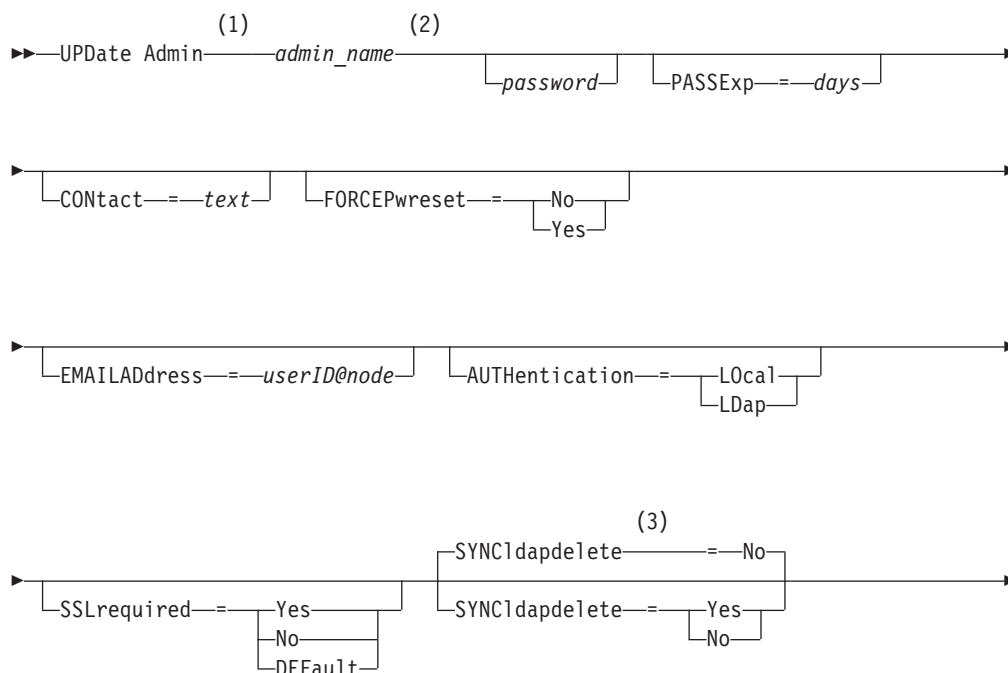 (1) (2)
UPDate Admin admin_name
password PASSExp = days
CONtact = text FORCEPwreset = No
Yes
EMAILADdress = userID@node AUTHentication = LOcal
LDap
(3)
SYNCldapdelete = No
SSLrequired = Yes SYNCldapdelete = Yes
No No
DEFault